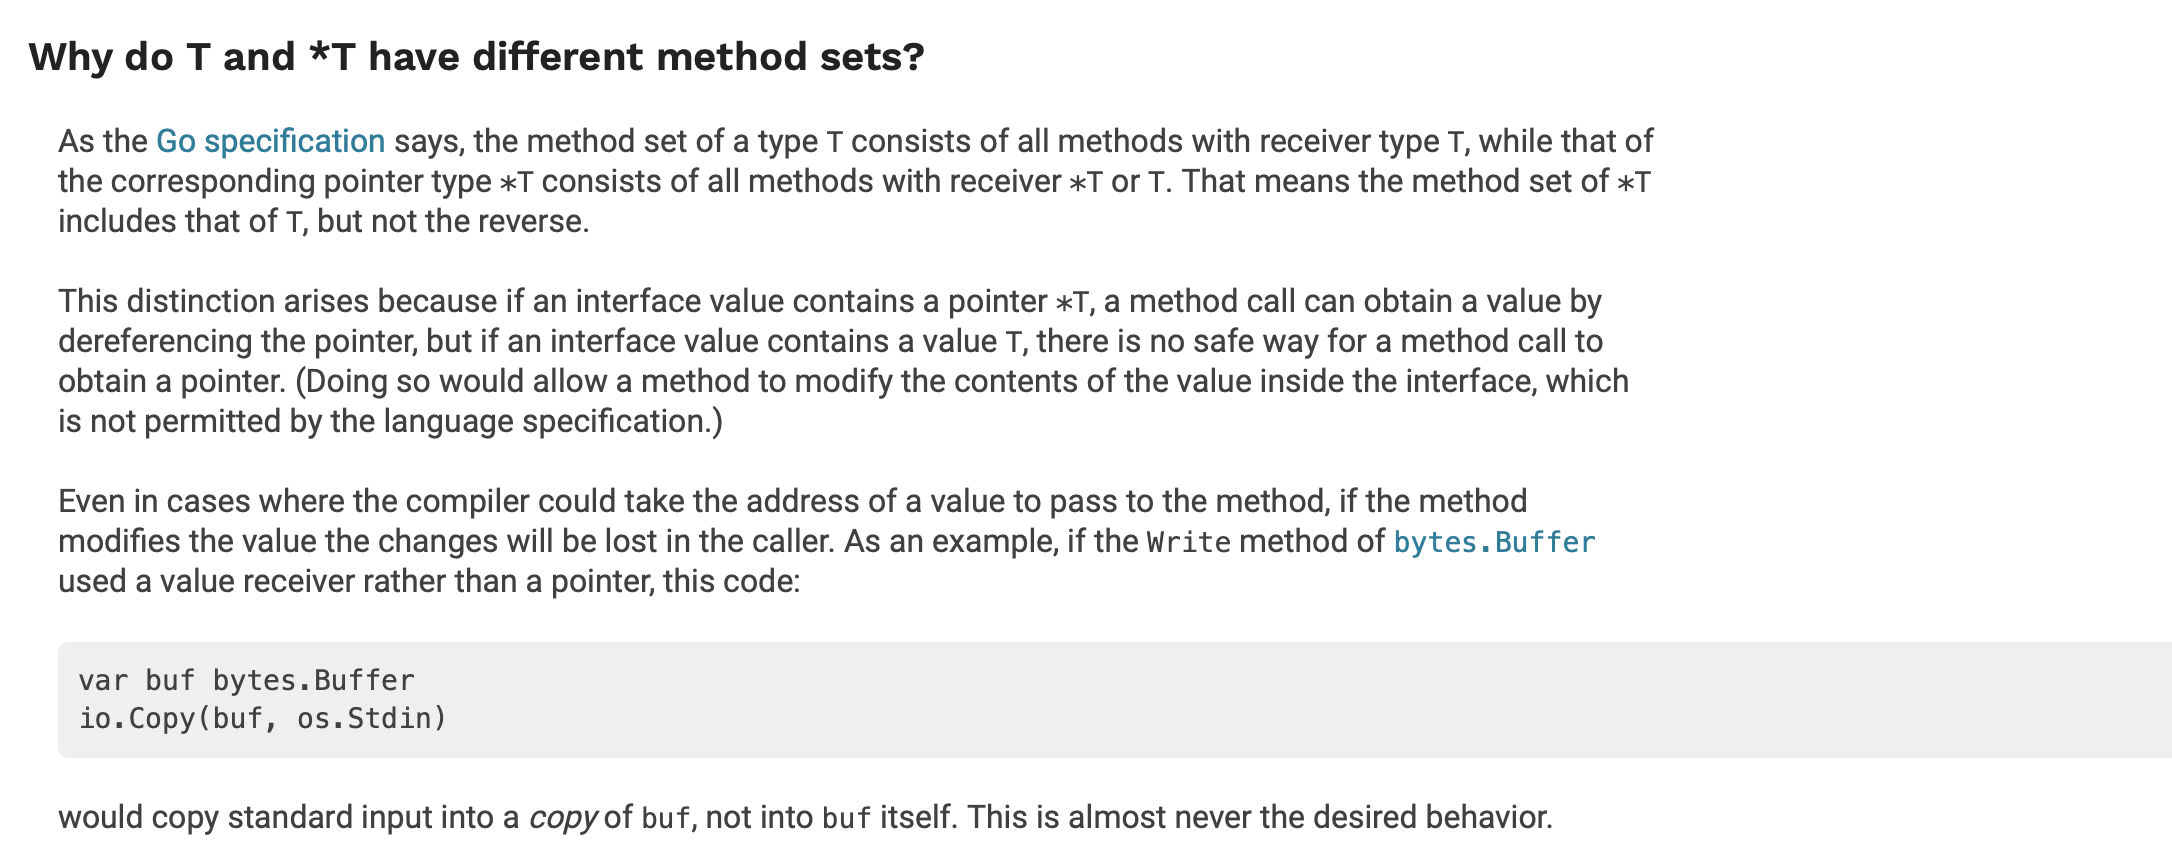 Why do T and *T have different method sets?
As the Go specification says, the method set of a type T consists of all methods with receiver type T, while that of
the corresponding pointer type *T consists of all methods with receiver *T or T. That means the method set of *T
includes that of T, but not the reverse.
This distinction arises because if an interface value contains a pointer *T, a method call can obtain a value by
dereferencing the pointer, but if an interface value contains a value T, there is no safe way for a method call to
obtain a pointer. (Doing so would allow a method to modify the contents of the value inside the interface, which
is not permitted by the language specification.)
Even in cases where the compiler could take the address of a value to pass to the method, if the method
modifies the value the changes will be lost in the caller. As an example, if the Write method of bytes.Buffer
used a value receiver rather than a pointer, this code:
var buf bytes.Buffer
io.Copy(buf, os.Stdin)
would copy standard input into a copy of buf, not into buf itself. This is almost never the desired behavior.